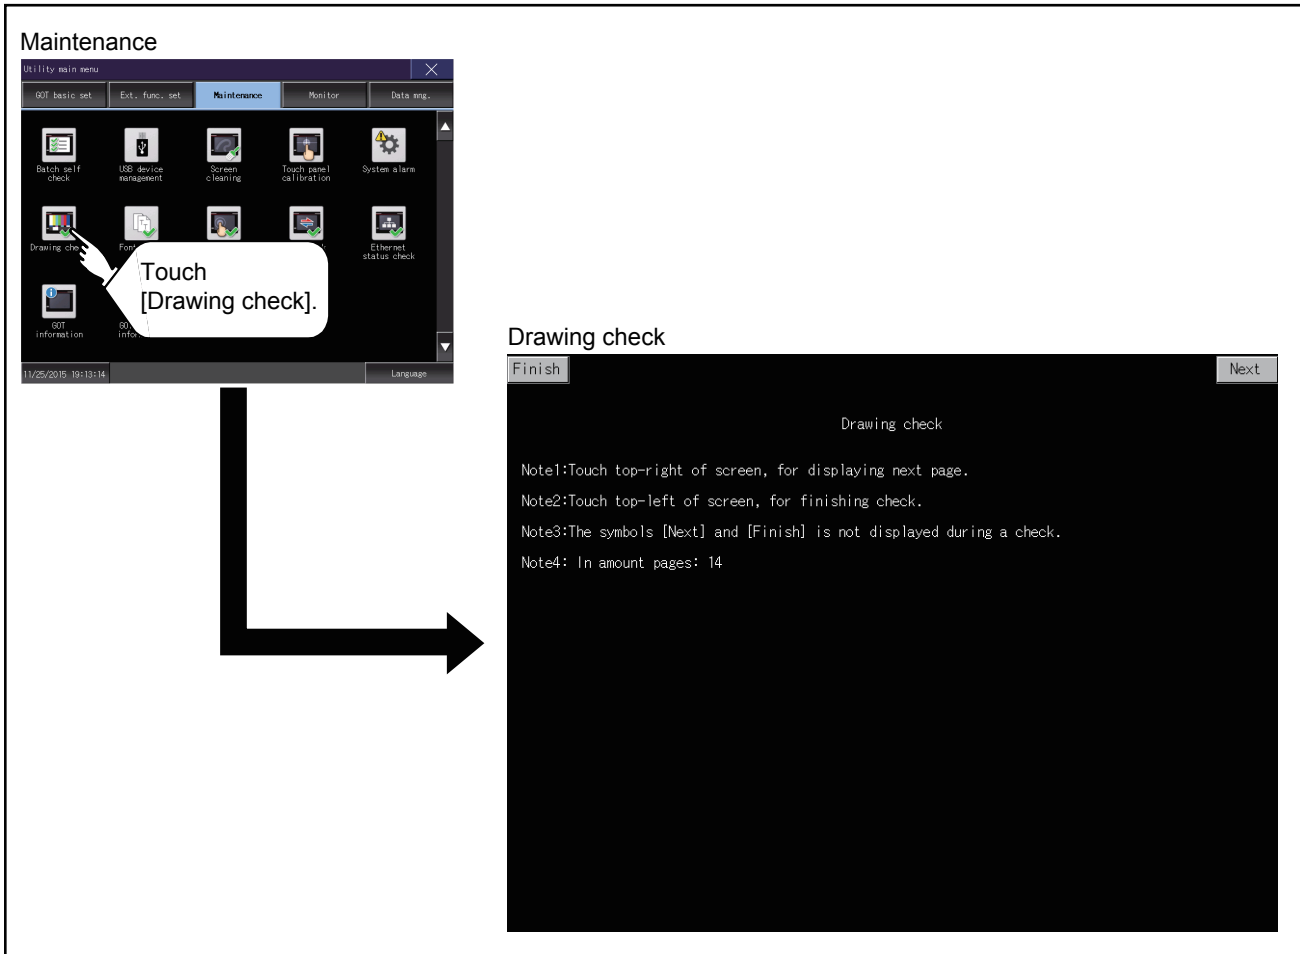 Maintenance
Utility main menu
GOT basic set
Ext. func. set
Maintenance
Monitor
Data mng.
Batch self
check
USB device
management
Screen
cleaning
Touch panel
calibration
System alarm
Drawing che
Font
Ethernet
status check
Touch
[Drawing check].
GOT
information
11/25/2015 19:13:14
Language
Drawing check
Finish
Next
Drawing check
Note1:Touch top-right of screen, for displaying next page.
Note2:Touch top-left of screen, for finishing check.
Note3:The symbols [Next] and [Finish] is not displayed during a check.
Note4: In amount pages: 14